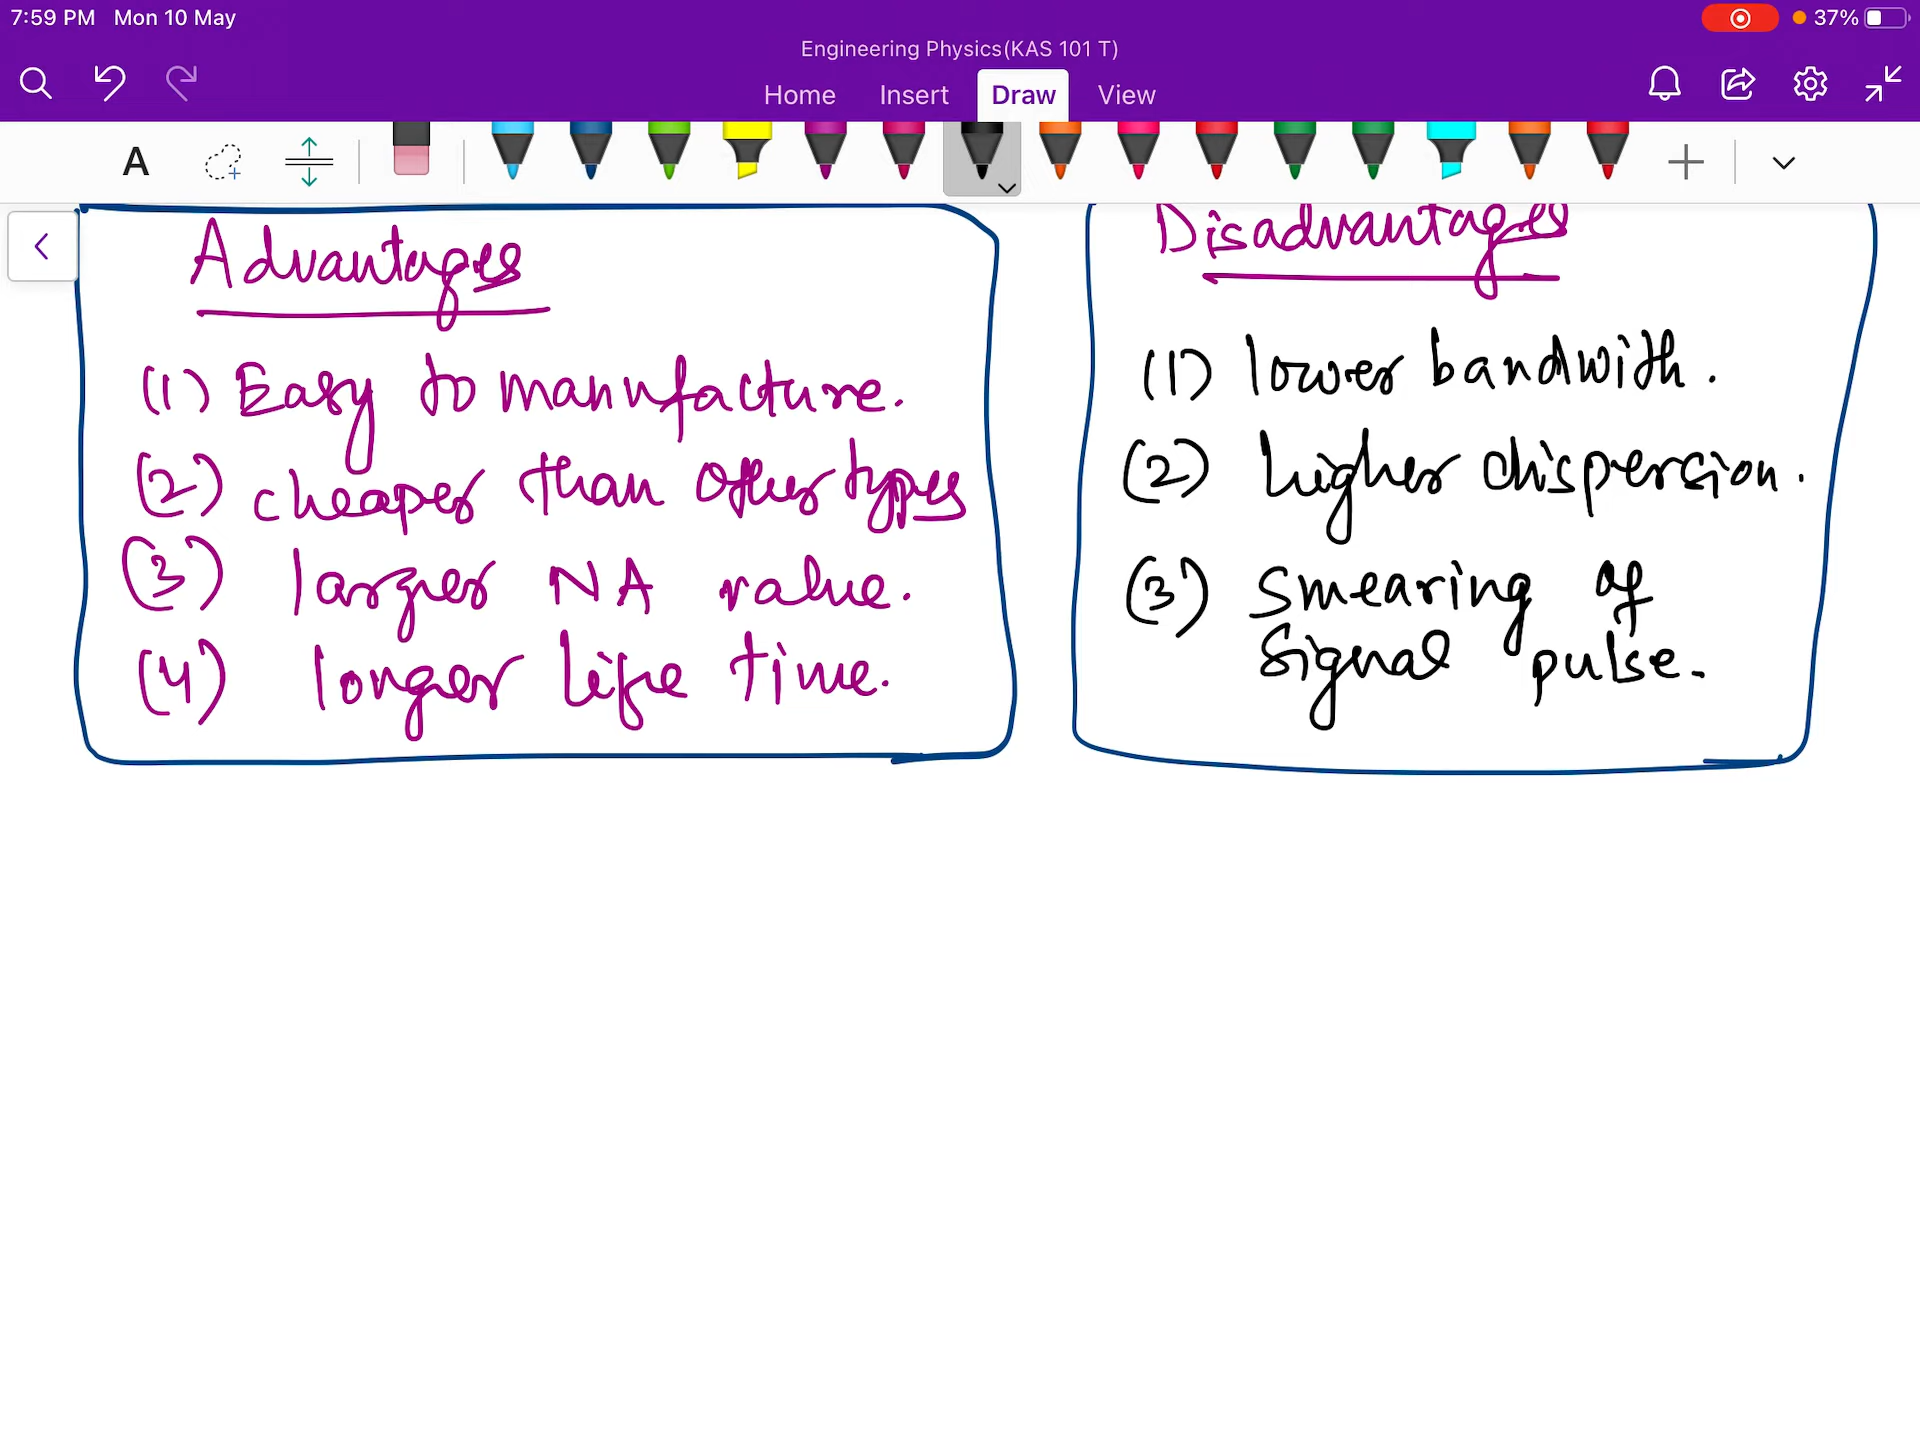 7:59 PM Mon 10 May
37%
Engineering Physics(KAS 101 T)
Home Insert Draw View
A
Advantages
(1) Easy to manufacture.
(2) cheaper than other types
(3) larger NA value.
(4) longer life time.
Disadvantages
(1) lower bandwith.
(2) higher dispersion.
(3) Smearing of
Signal pulse.